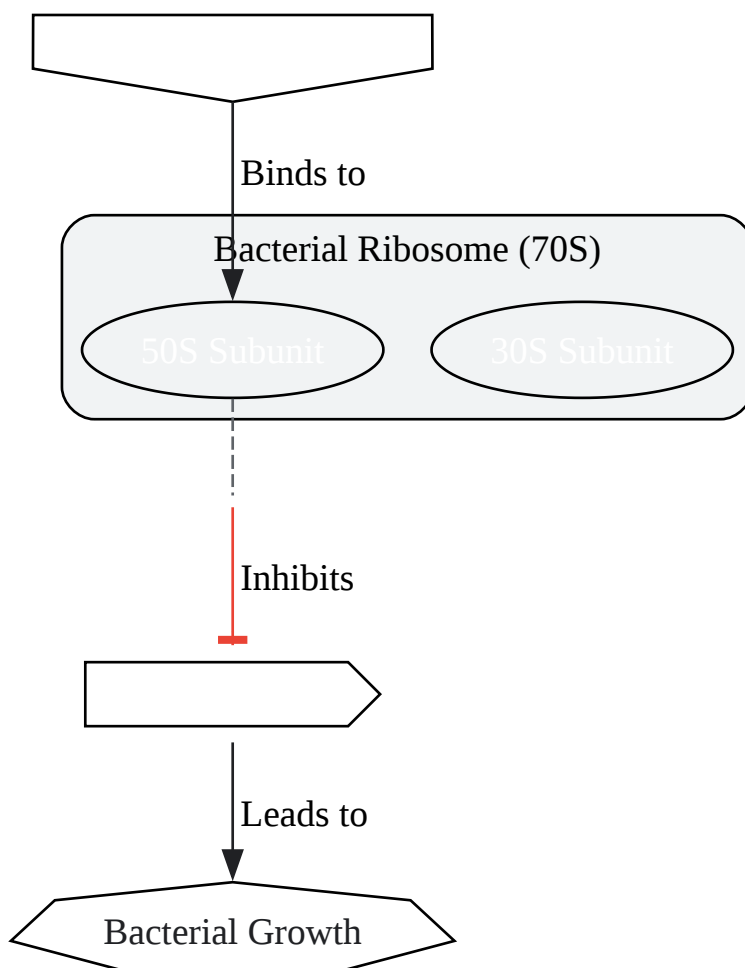 Binds to
Bacterial Ribosome (70S)
50S Subunit
30S Subunit
Inhibits
Leads to
Bacterial Growth